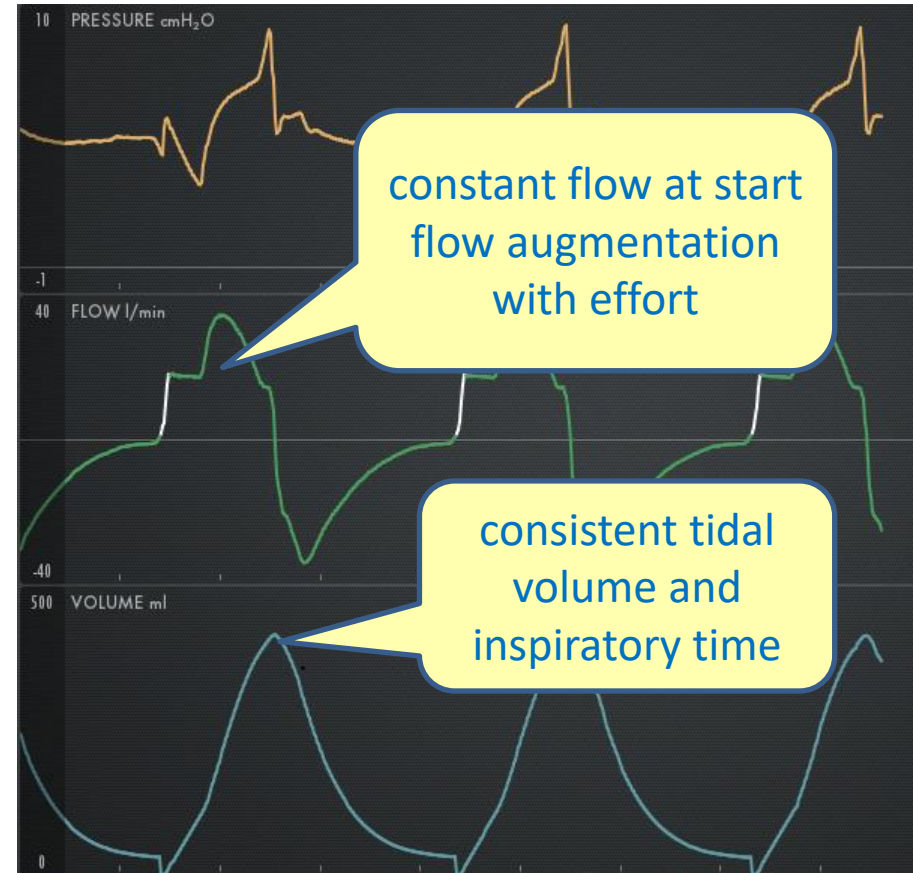 10 PRESSURE cmH₂O
constant flow at start
flow augmentation
with effort
-1
40 FLOW l/min
consistent tidal
volume and
inspiratory time
-40
500 VOLUME ml
0